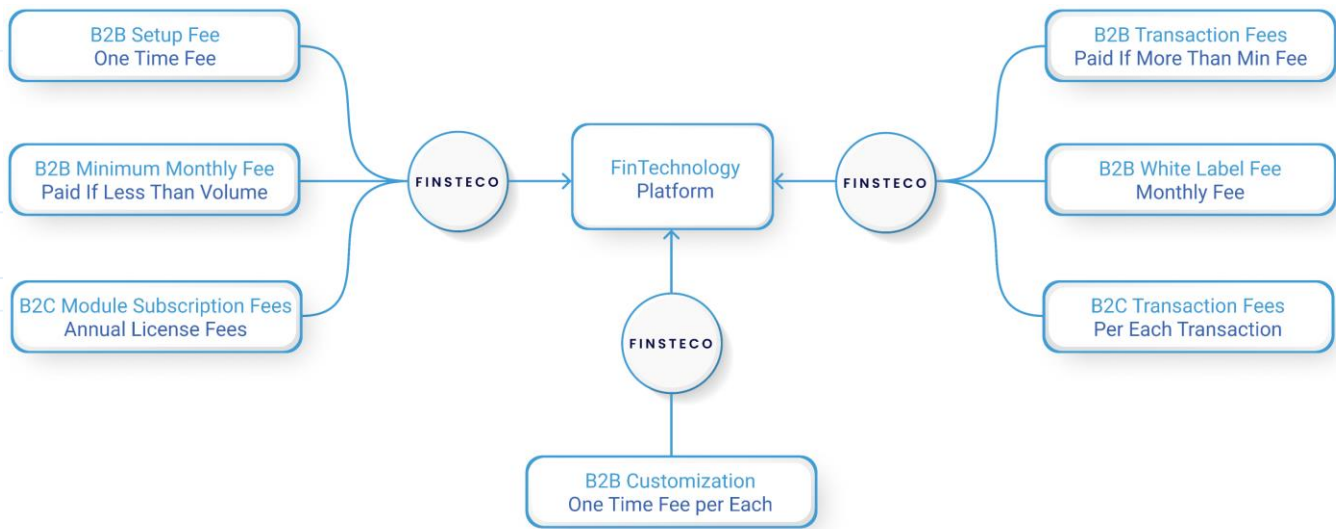 B2B Setup Fee
One Time Fee
B2B Minimum Monthly Fee
Paid If Less Than Volume
B2C Module Subscription Fees
Annual License Fees
FINSTECO
FinTechnology
Platform
FINSTECO
B2B Transaction Fees
Paid If More Than Min Fee
B2B White Label Fee
Monthly Fee
B2C Transaction Fees
Per Each Transaction
FINSTECO
B2B Customization
One Time Fee per Each